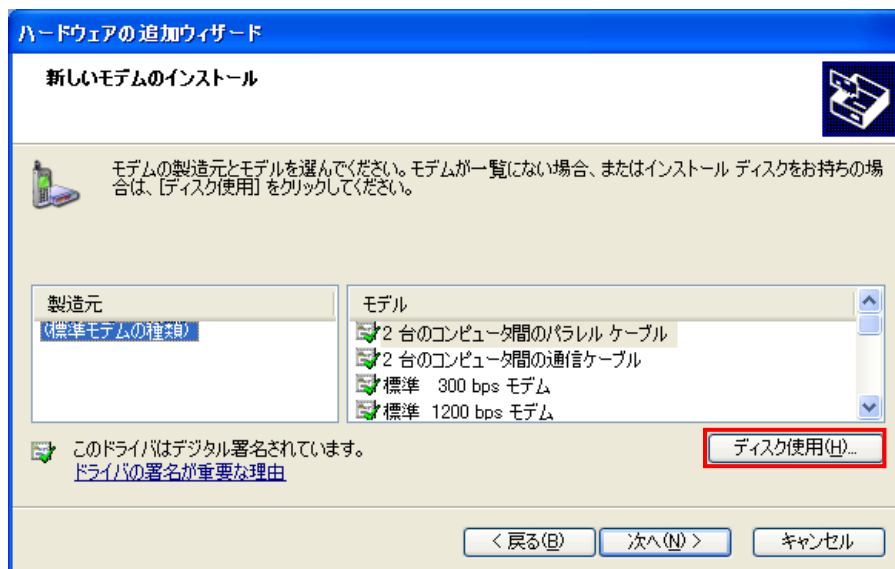 ハードウェアの追加ウィザード
新しいモデムのインストール
モデムの製造元とモデルを選んでください。モデムが一覧にない場合、またはインストール ディスクをお持ちの場
合は、[ディスク使用] をクリックしてください。
製造元
(標準モデムの種類)
モデル
2 台のコンピュータ間のパラレル ケーブル
2 台のコンピュータ間の通信ケーブル
標準 300 bps モデム
標準 1200 bps モデム
このドライバはデジタル署名されています。
ドライバの署名が重要な理由
ディスク使用(H)...
< 戻る(B)
次へ(N) >
キャンセル